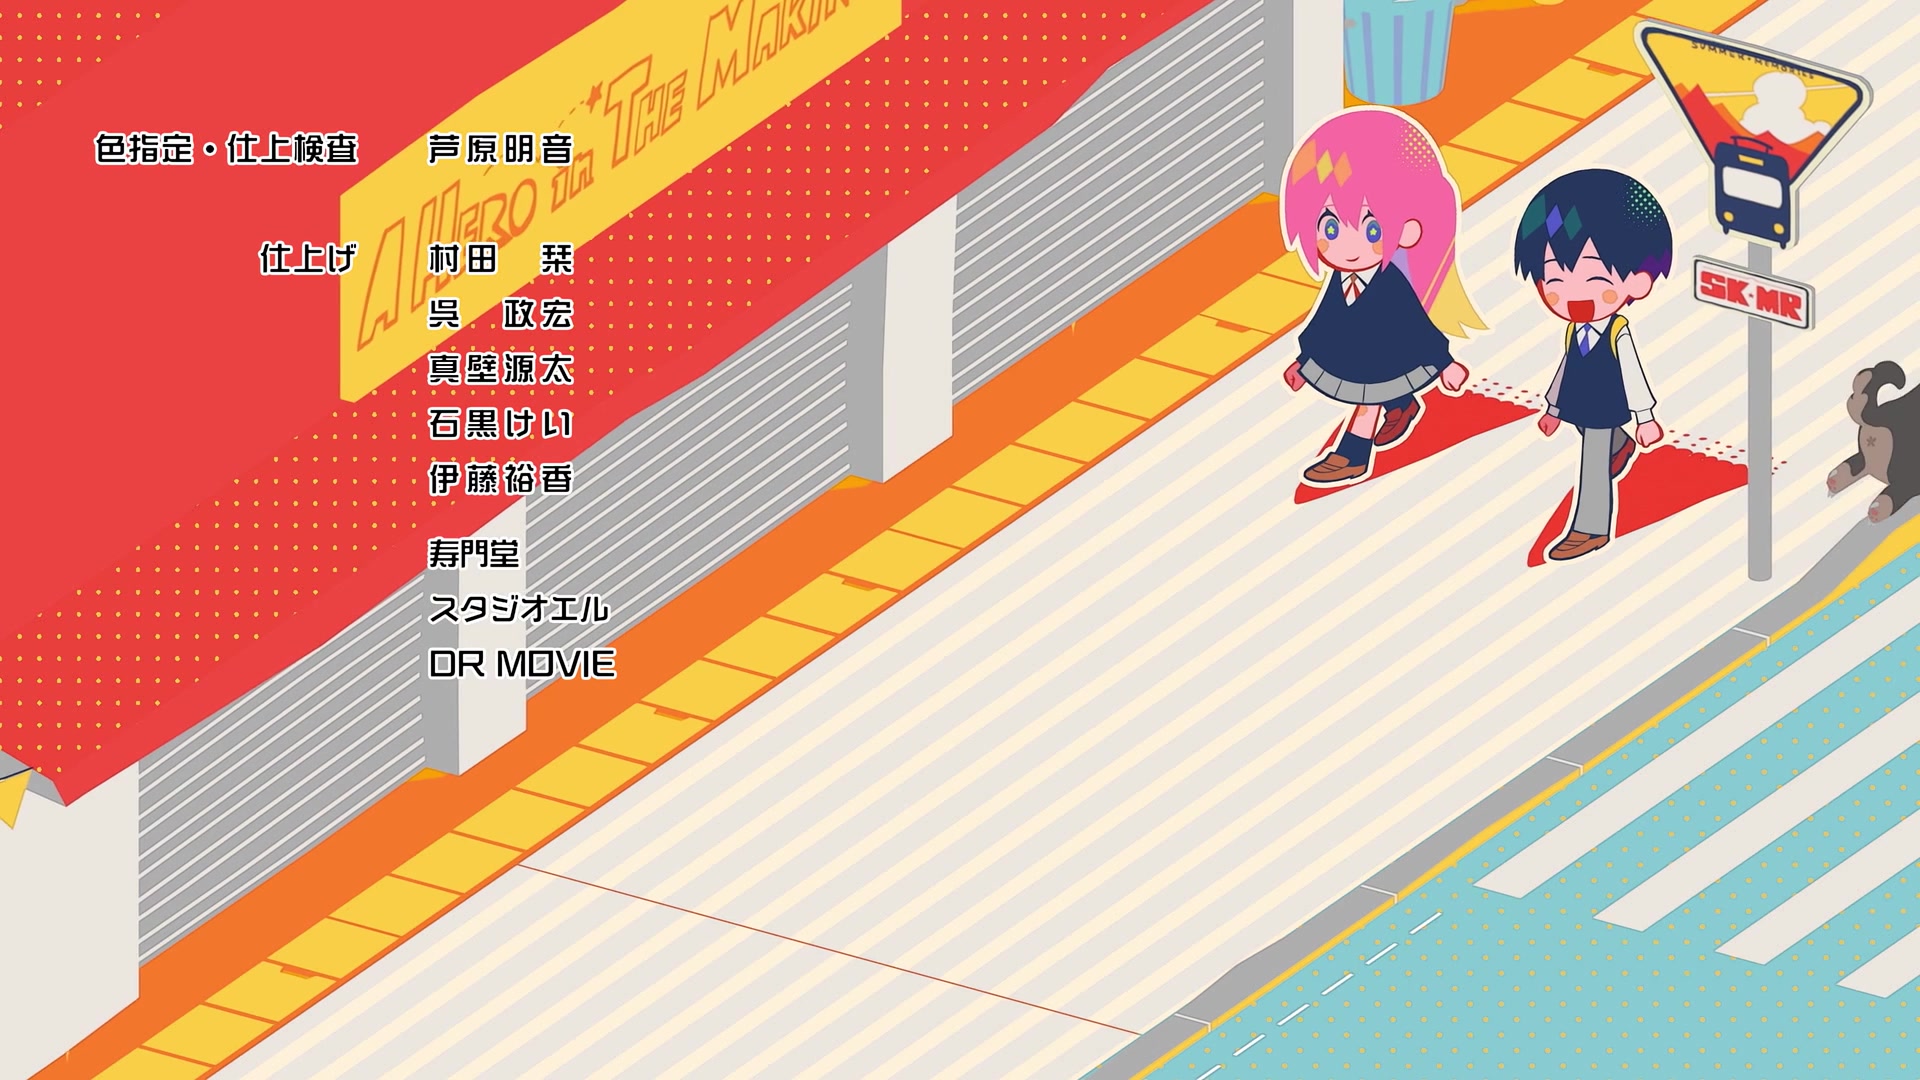 A HERO in THE MAKIN
SUMMER・MEMORIES
SK・MR
色指定・仕上検査 芦原明音
仕上げ 村田 栞
呉 政宏
真壁源太
石黒けい
伊藤裕香
寿門堂
スタジオエル
DR MOVIE